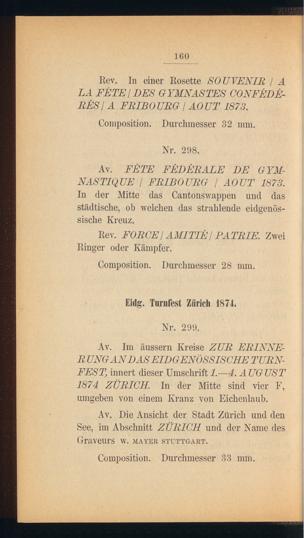 160
Rev. In einer Rosette SOUVENIR | A
LA FÉTE | DES GYMNASTES CONFÉDÉ-
RÉS | A FRIBOURG | AOUT 1873.
Composition. Durchmesser 32 mm.
Nr. 298.
Av. FÉTE FÉDÉRALE DE GYM-
NASTIQUE | FRIBOURG | AOUT 1873.
In der Mitte das Cantonswappen und das
städtische, ob welchen das strahlende eidgenös-
sische Kreuz.
Rev. FORCE | AMITIÉ | PATRIE. Zwei
Ringer oder Kämpfer.
Composition. Durchmesser 28 mm.
Eidg. Turnfest Zürich 1874.
Nr. 299.
Av. Im äussern Kreise ZUR ERINNE-
RUNG AN DAS EIDGENÖSSISCHE TURN-
FEST, innert dieser Umschrift 1.—4. AUGUST
1874 ZÜRICH. In der Mitte sind vier F,
umgeben von einem Kranz von Eichenlaub.
Av. Die Ansicht der Stadt Zürich und den
See, im Abschnitt ZÜRICH und der Name des
Graveurs W. MAYER STUTTGART.
Composition. Durchmesser 33 mm.